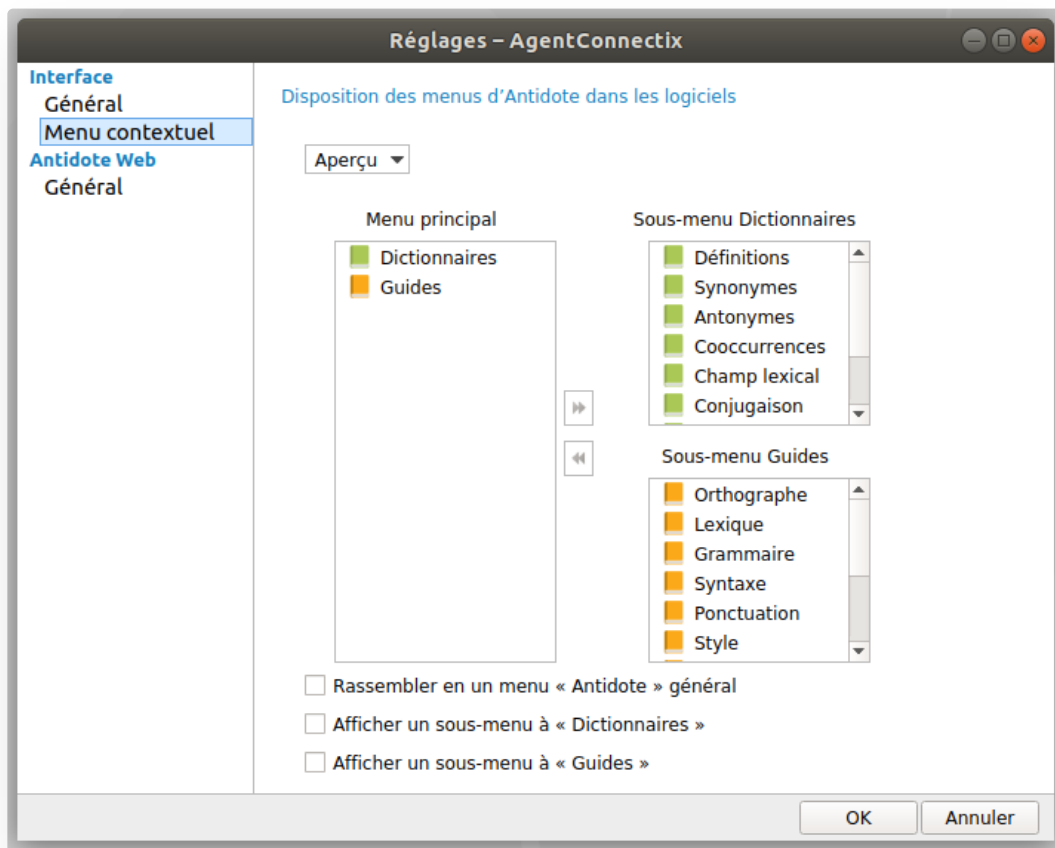 Réglages – AgentConnectix
Interface
Général
Menu contextuel
Antidote Web
Général
Disposition des menus d’Antidote dans les logiciels
Aperçu
Menu principal
Dictionnaires
Guides
Sous-menu Dictionnaires
Définitions
Synonymes
Antonymes
Cooccurrences
Champ lexical
Conjugaison
Sous-menu Guides
Orthographe
Lexique
Grammaire
Syntaxe
Ponctuation
Style
Rassembler en un menu « Antidote » général
Afficher un sous-menu à « Dictionnaires »
Afficher un sous-menu à « Guides »
OK
Annuler